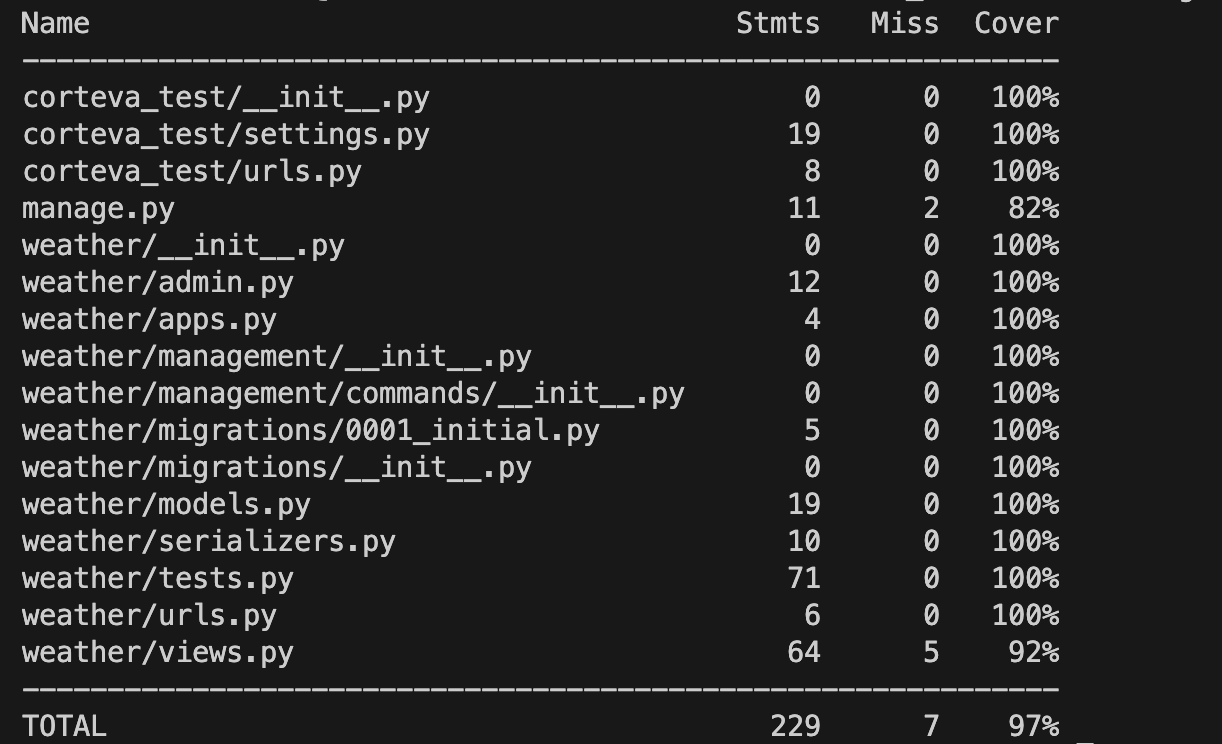 Name Stmts Miss Cover
-------------------------------------------------------------
corteva_test/__init__.py 0 0 100%
corteva_test/settings.py 19 0 100%
corteva_test/urls.py 8 0 100%
manage.py 11 2 82%
weather/__init__.py 0 0 100%
weather/admin.py 12 0 100%
weather/apps.py 4 0 100%
weather/management/__init__.py 0 0 100%
weather/management/commands/__init__.py 0 0 100%
weather/migrations/0001_initial.py 5 0 100%
weather/migrations/__init__.py 0 0 100%
weather/models.py 19 0 100%
weather/serializers.py 10 0 100%
weather/tests.py 71 0 100%
weather/urls.py 6 0 100%
weather/views.py 64 5 92%
-------------------------------------------------------------
TOTAL 229 7 97%